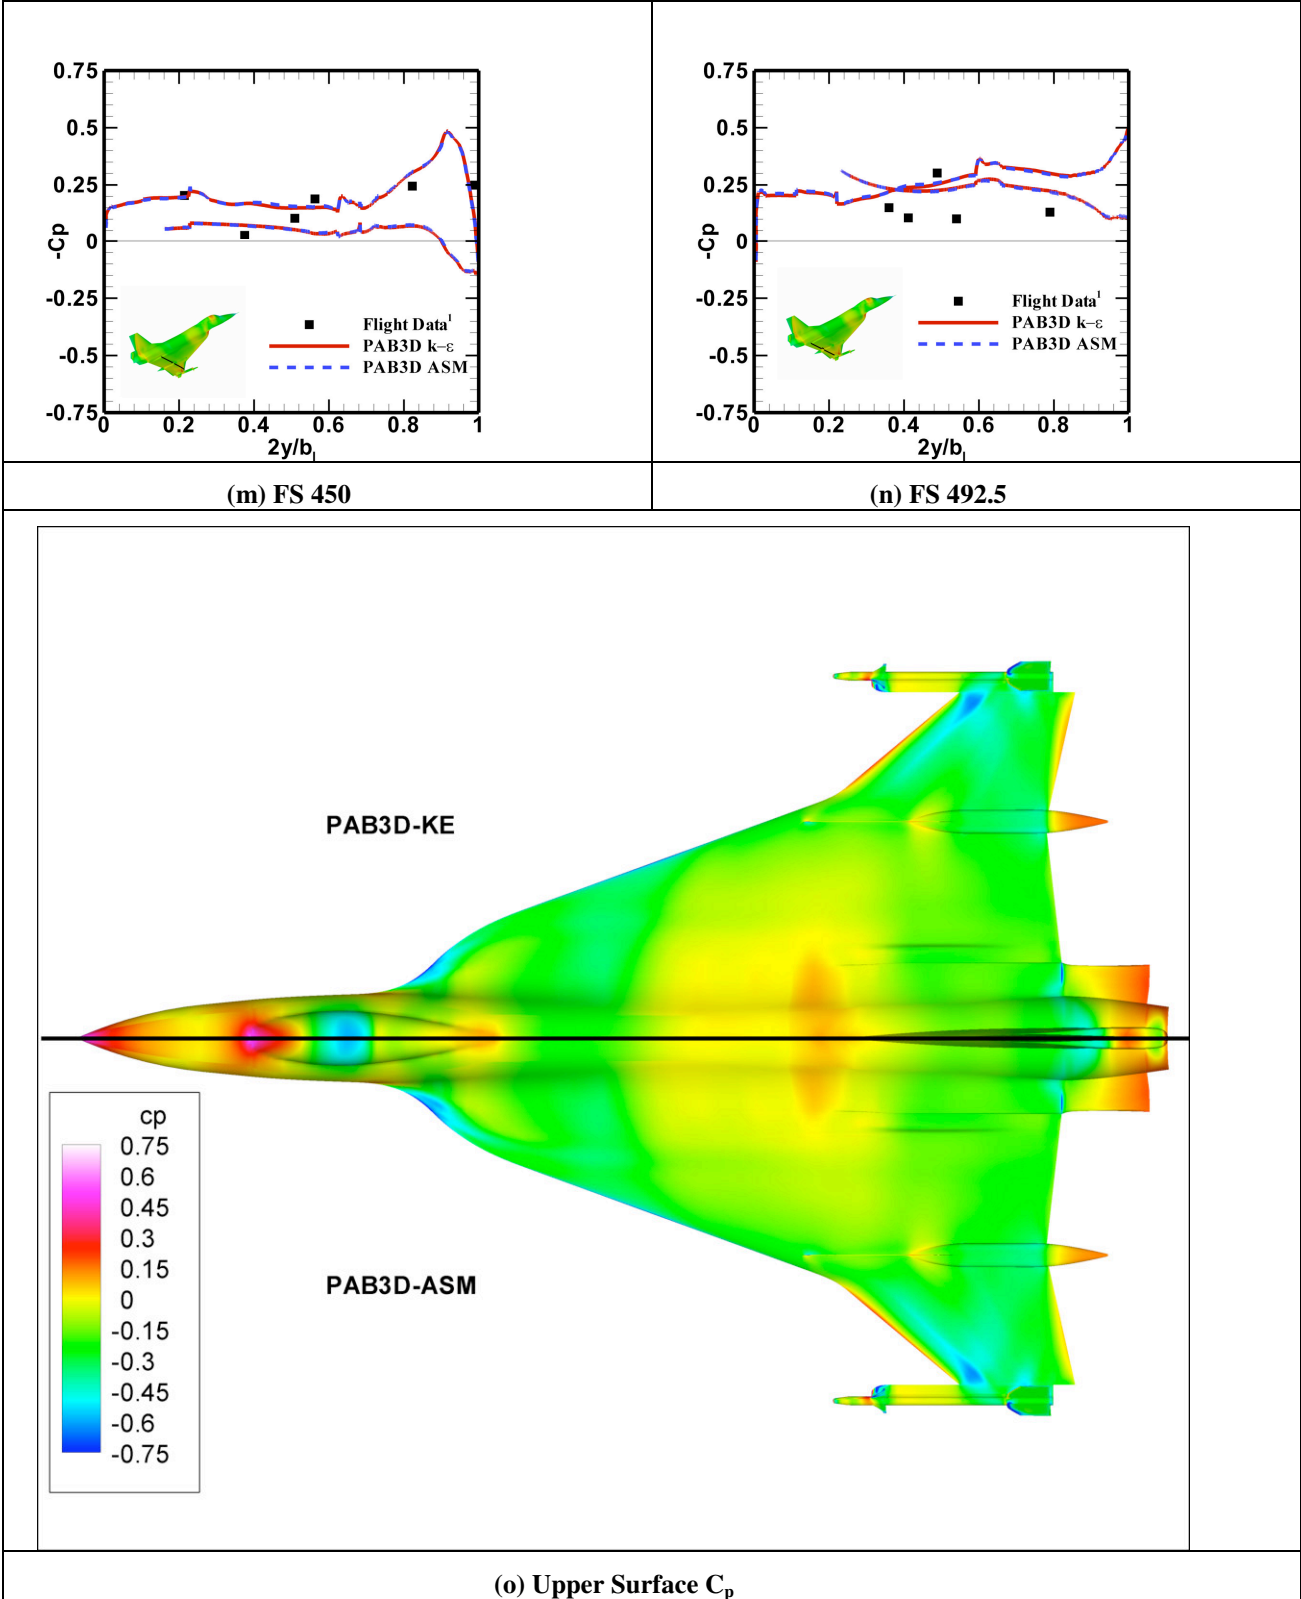 0.75
0.5
0.25
0
-0.25
-0.5
-0.75
-Cp
0 0.2 0.4 0.6 0.8 1
2y/bl
Flight Data1
PAB3D k–ε
PAB3D ASM
(m) FS 450
0.75
0.5
0.25
0
-0.25
-0.5
-0.75
-Cp
0 0.2 0.4 0.6 0.8 1
2y/bl
Flight Data1
PAB3D k–ε
PAB3D ASM
(n) FS 492.5
PAB3D-KE
PAB3D-ASM
cp
0.75
0.6
0.45
0.3
0.15
0
-0.15
-0.3
-0.45
-0.6
-0.75
(o) Upper Surface Cp